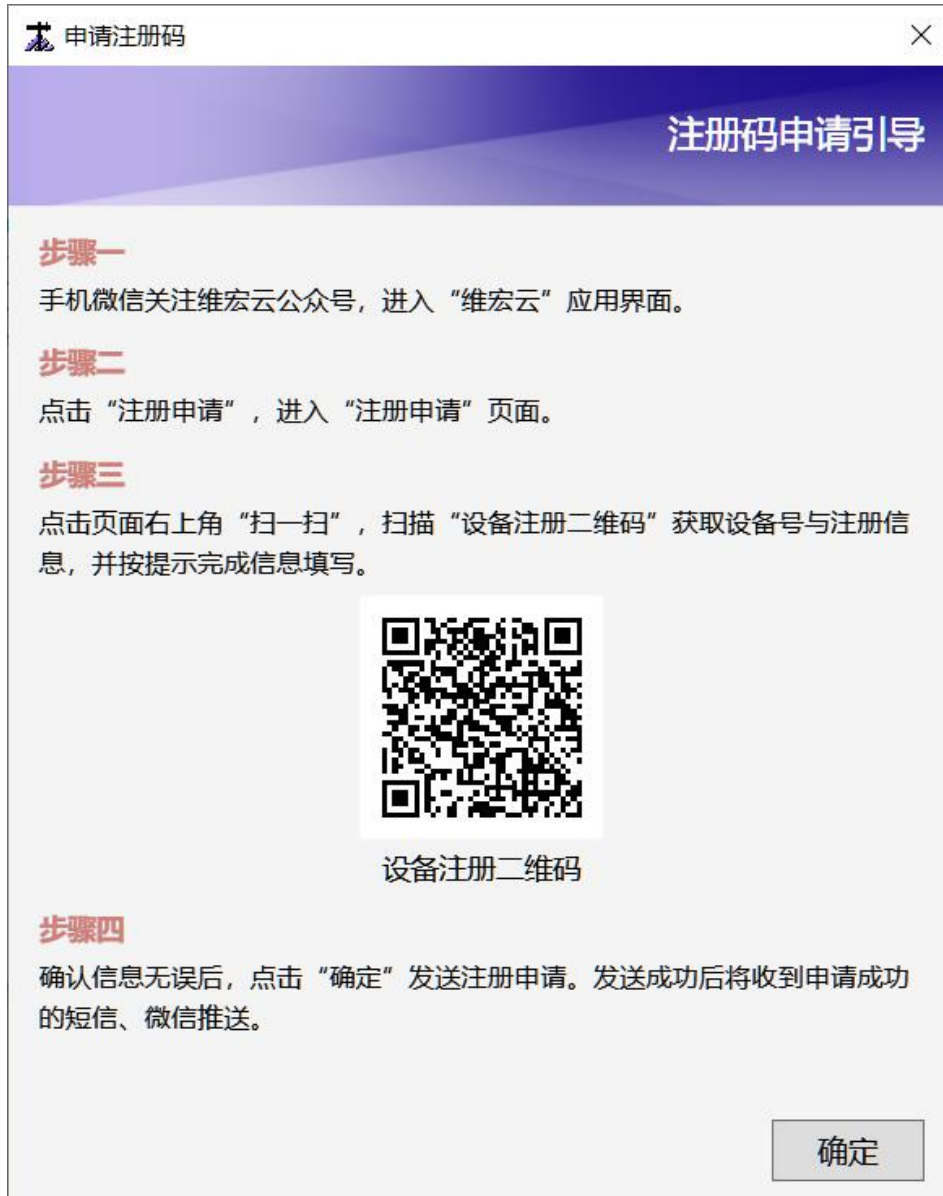 申请注册码
注册码申请引导
步骤一
手机微信关注维宏云公众号，进入“维宏云”应用界面。
步骤二
点击“注册申请”，进入“注册申请”页面。
步骤三
点击页面右上角“扫一扫”，扫描“设备注册二维码”获取设备号与注册信
息，并按提示完成信息填写。
设备注册二维码
步骤四
确认信息无误后，点击“确定”发送注册申请。发送成功后将收到申请成功
的短信、微信推送。
确定